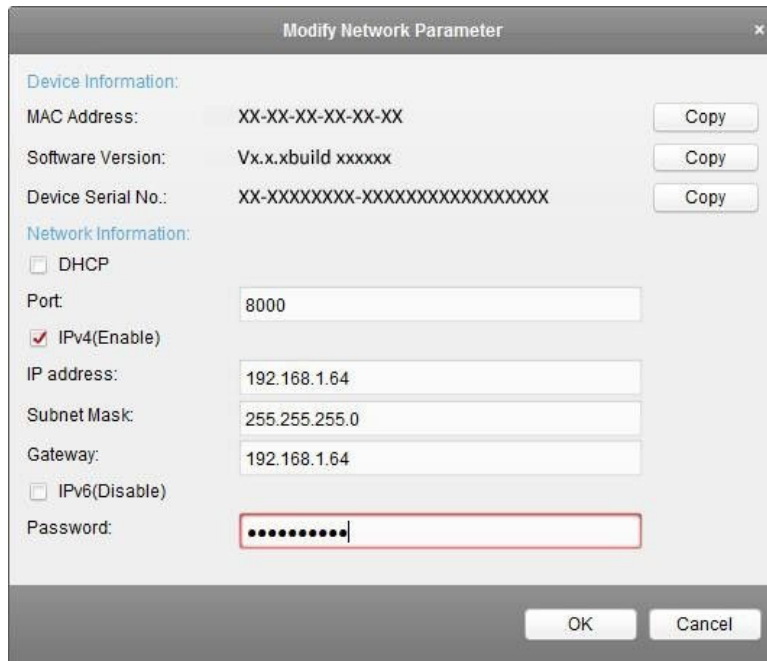 Modify Network Parameter ×
Device Information:
MAC Address: XX-XX-XX-XX-XX-XX Copy
Software Version: Vx.x.xbuild xxxxxx Copy
Device Serial No.: XX-XXXXXXXX-XXXXXXXXXXXXXXXXX Copy
Network Information:
DHCP
Port: 8000
IPv4(Enable)
IP address: 192.168.1.64
Subnet Mask: 255.255.255.0
Gateway: 192.168.1.64
IPv6(Disable)
Password: ●●●●●●●●●●
OK Cancel